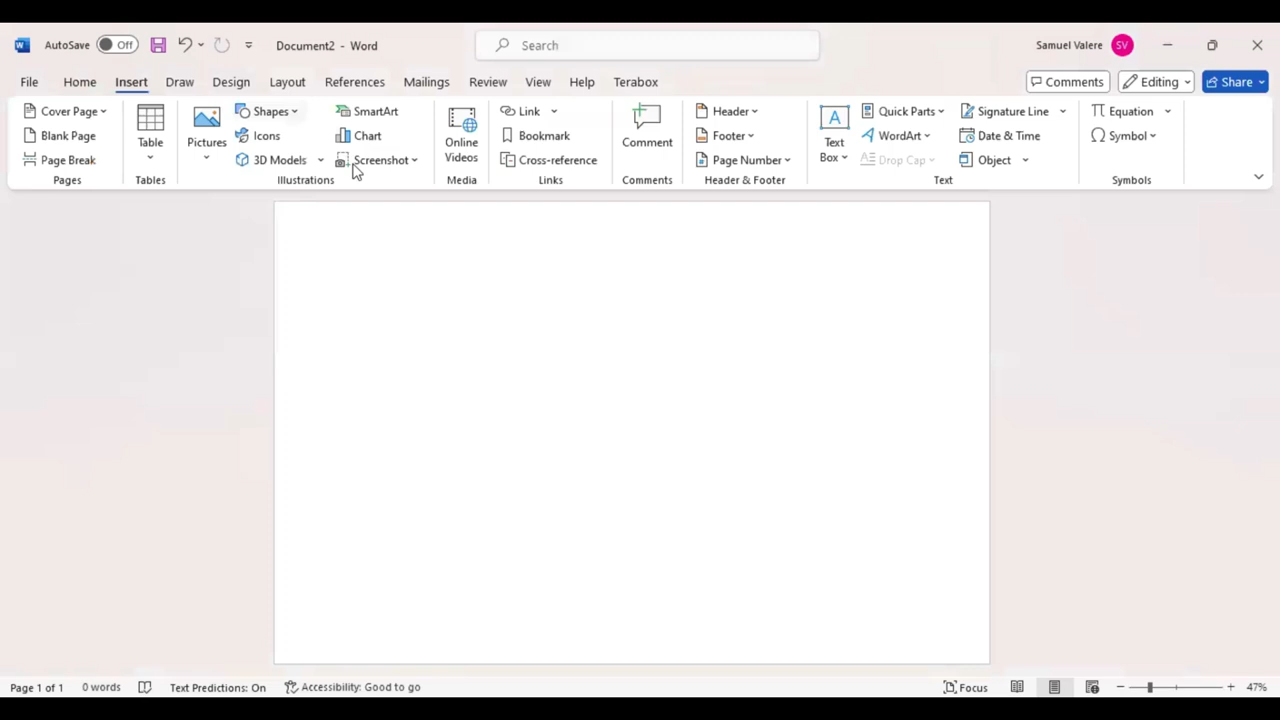 AutoSave Off Document2 - Word Search Samuel Valere SV
File Home Insert Draw Design Layout References Mailings Review View Help Terabox Comments Editing Share
Cover Page Shapes SmartArt Link Header Quick Parts Signature Line Equation
Blank Page Table Pictures Icons Chart Online Videos Bookmark Comment Footer Text Box WordArt Date & Time Symbol
Page Break 3D Models Screenshot Cross-reference Page Number Drop Cap Object
Pages Tables Illustrations Media Links Comments Header & Footer Text Symbols
Page 1 of 1 0 words Text Predictions: On Accessibility: Good to go Focus 47%